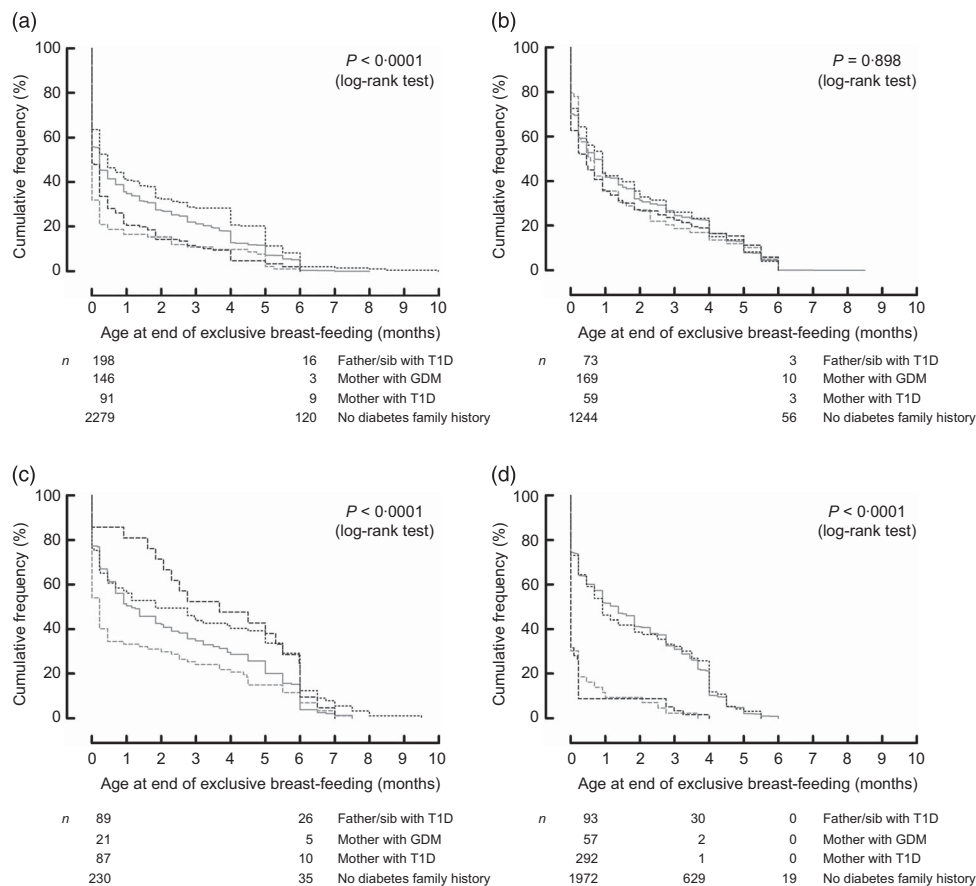 (a)
P < 0·0001
(log-rank test)
Cumulative frequency (%)
100
80
60
40
20
0
0 1 2 3 4 5 6 7 8 9 10
Age at end of exclusive breast-feeding (months)
n 198 16 Father/sib with T1D
146 3 Mother with GDM
91 9 Mother with T1D
2279 120 No diabetes family history
(b)
P = 0·898
(log-rank test)
Cumulative frequency (%)
100
80
60
40
20
0
0 1 2 3 4 5 6 7 8 9 10
Age at end of exclusive breast-feeding (months)
n 73 3 Father/sib with T1D
169 10 Mother with GDM
59 3 Mother with T1D
1244 56 No diabetes family history
(c)
P < 0·0001
(log-rank test)
Cumulative frequency (%)
100
80
60
40
20
0
0 1 2 3 4 5 6 7 8 9 10
Age at end of exclusive breast-feeding (months)
n 89 26 Father/sib with T1D
21 5 Mother with GDM
87 10 Mother with T1D
230 35 No diabetes family history
(d)
P < 0·0001
(log-rank test)
Cumulative frequency (%)
100
80
60
40
20
0
0 1 2 3 4 5 6 7 8 9 10
Age at end of exclusive breast-feeding (months)
n 93 30 0 Father/sib with T1D
57 2 0 Mother with GDM
292 1 0 Mother with T1D
1972 629 19 No diabetes family history